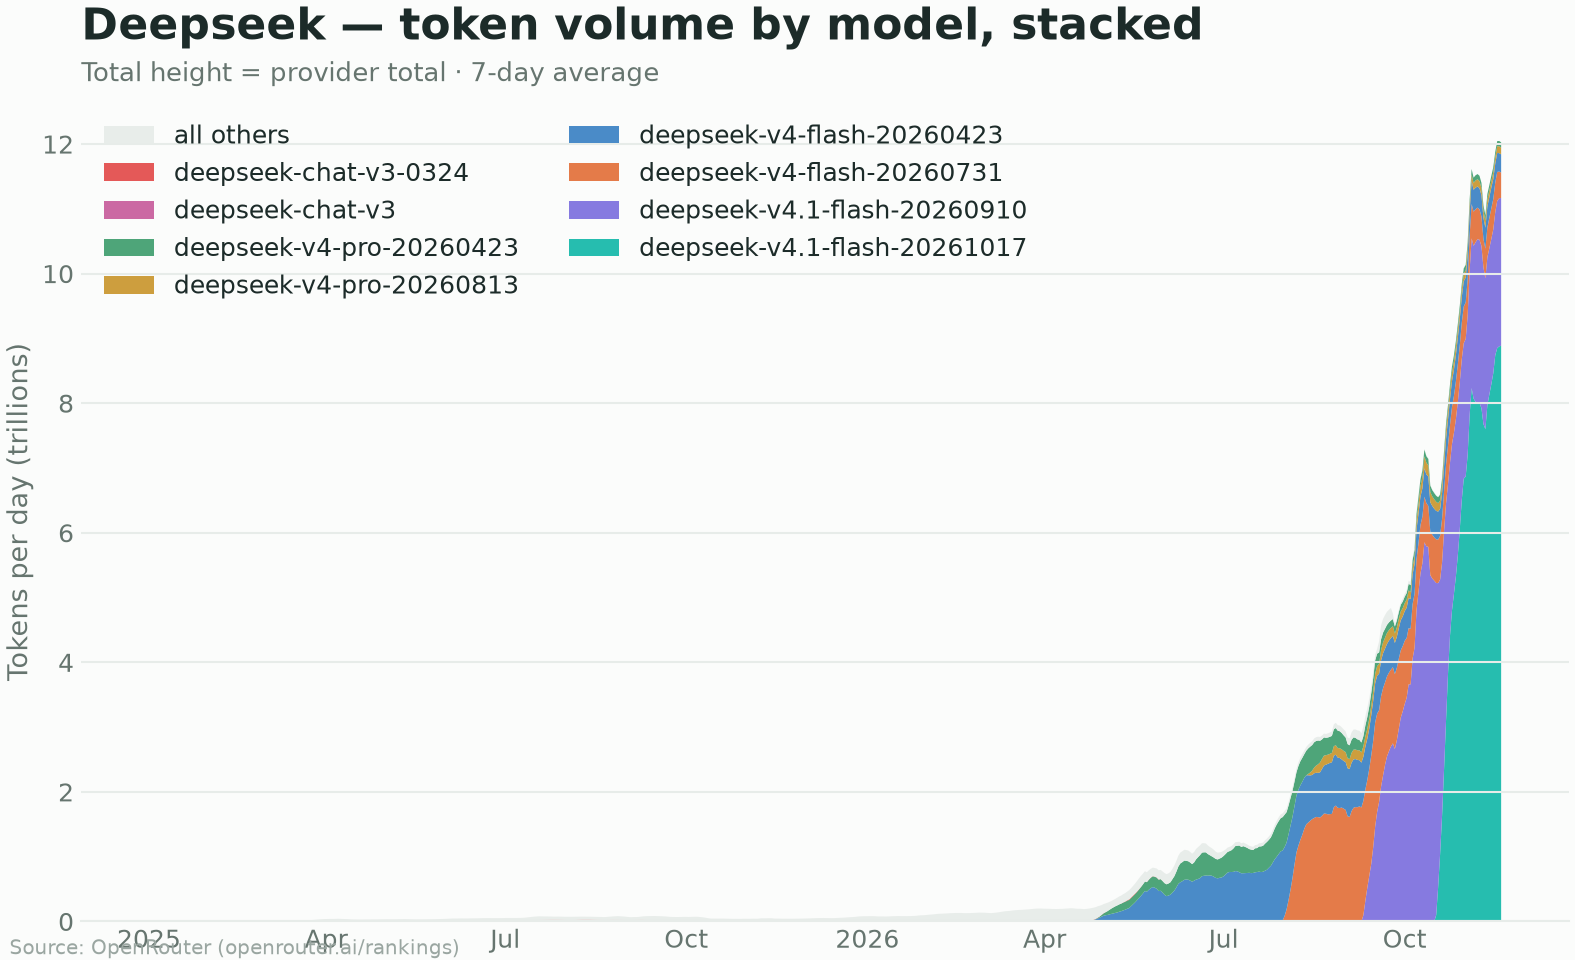 Deepseek — token volume by model, stacked
Total height = provider total · 7-day average
all others
deepseek-chat-v3-0324
deepseek-chat-v3
deepseek-v4-pro-20260423
deepseek-v4-pro-20260813
deepseek-v4-flash-20260423
deepseek-v4-flash-20260731
deepseek-v4.1-flash-20260910
deepseek-v4.1-flash-20261017
Tokens per day (trillions)
12
10
8
6
4
2
0
2025 Apr Jul Oct 2026 Apr Jul Oct
Source: OpenRouter (openrouter.ai/rankings)